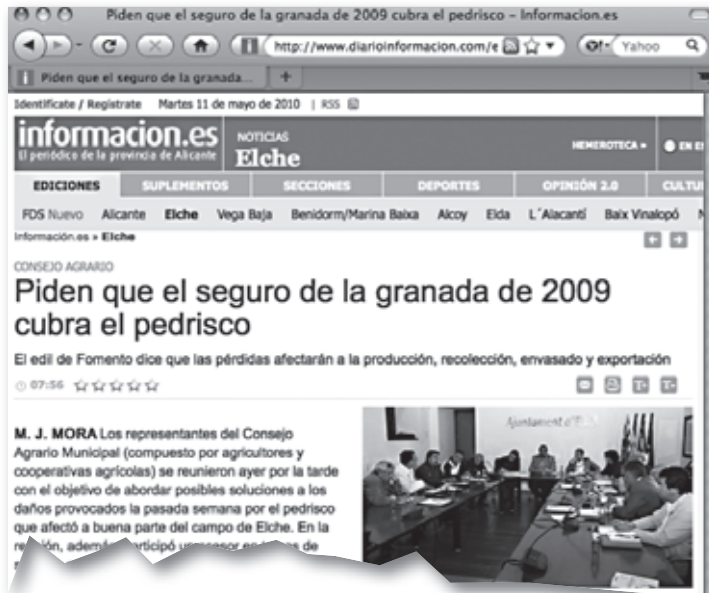 Piden que el seguro de la granada de 2009 cubra el pedrisco – Informacion.es
http://www.diarioinformacion.com/e
Yahoo
Piden que el seguro de la granada... +
Identifícate / Regístrate Martes 11 de mayo de 2010 | RSS
informacion.es
El periódico de la provincia de Alicante
NOTICIAS
Elche
HEMEROTECA »
EN
EDICIONES SUPLEMENTOS SECCIONES DEPORTES OPINIÓN 2.0 CULTU
FDS Nuevo Alicante Elche Vega Baja Benidorm/Marina Baixa Alcoy Elda L´Alacantí Baix Vinalopó
Información.es » Elche
CONSEJO AGRARIO
Piden que el seguro de la granada de 2009
cubra el pedrisco
El edil de Fomento dice que las pérdidas afectarán a la producción, recolección, envasado y exportación
07:56
M. J. MORA Los representantes del Consejo
Agrario Municipal (compuesto por agricultores y
cooperativas agrícolas) se reunieron ayer por la tarde
con el objetivo de abordar posibles soluciones a los
daños provocados la pasada semana por el pedrisco
que afectó a buena parte del campo de Elche. En la
Ajuntament d'